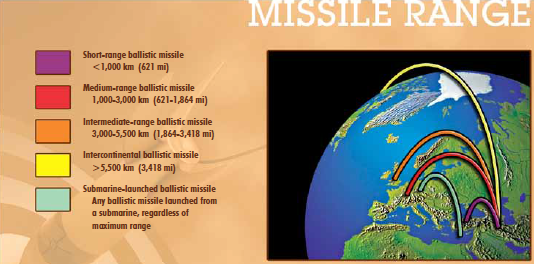 MISSILE RANGE
Short-range ballistic missile
<1,000 km (621 mi)
Medium-range ballistic missile
1,000-3,000 km (621-1,864 mi)
Intermediate-range ballistic missile
3,000-5,500 km (1,864-3,418 mi)
Intercontinental ballistic missile
>5,500 km (3,418 mi)
Submarine-launched ballistic missile
Any ballistic missile launched from
a submarine, regardless of
maximum range